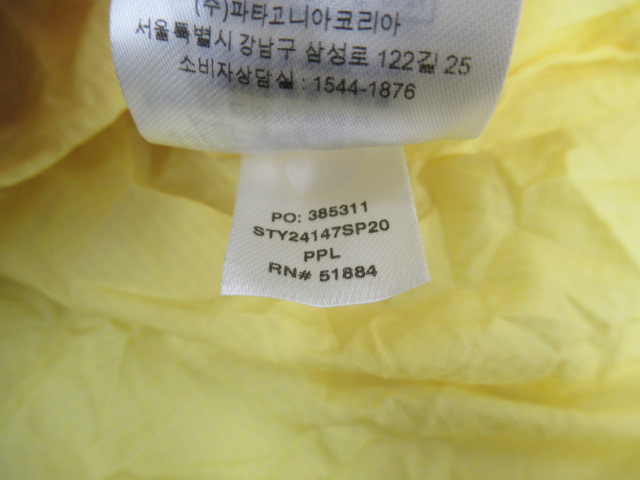 (주)파타고니아코리아
서울특별시 강남구 삼성로 122길 25
소비자상담실 : 1544-1876
PO: 385311
STY24147SP20
PPL
RN# 51884